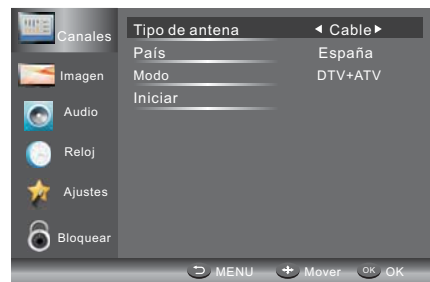 Canales
Imagen
Audio
Reloj
Ajustes
Bloquear
Tipo de antena ◄ Cable►
País España
Modo DTV+ATV
Iniciar
MENU Mover OK OK